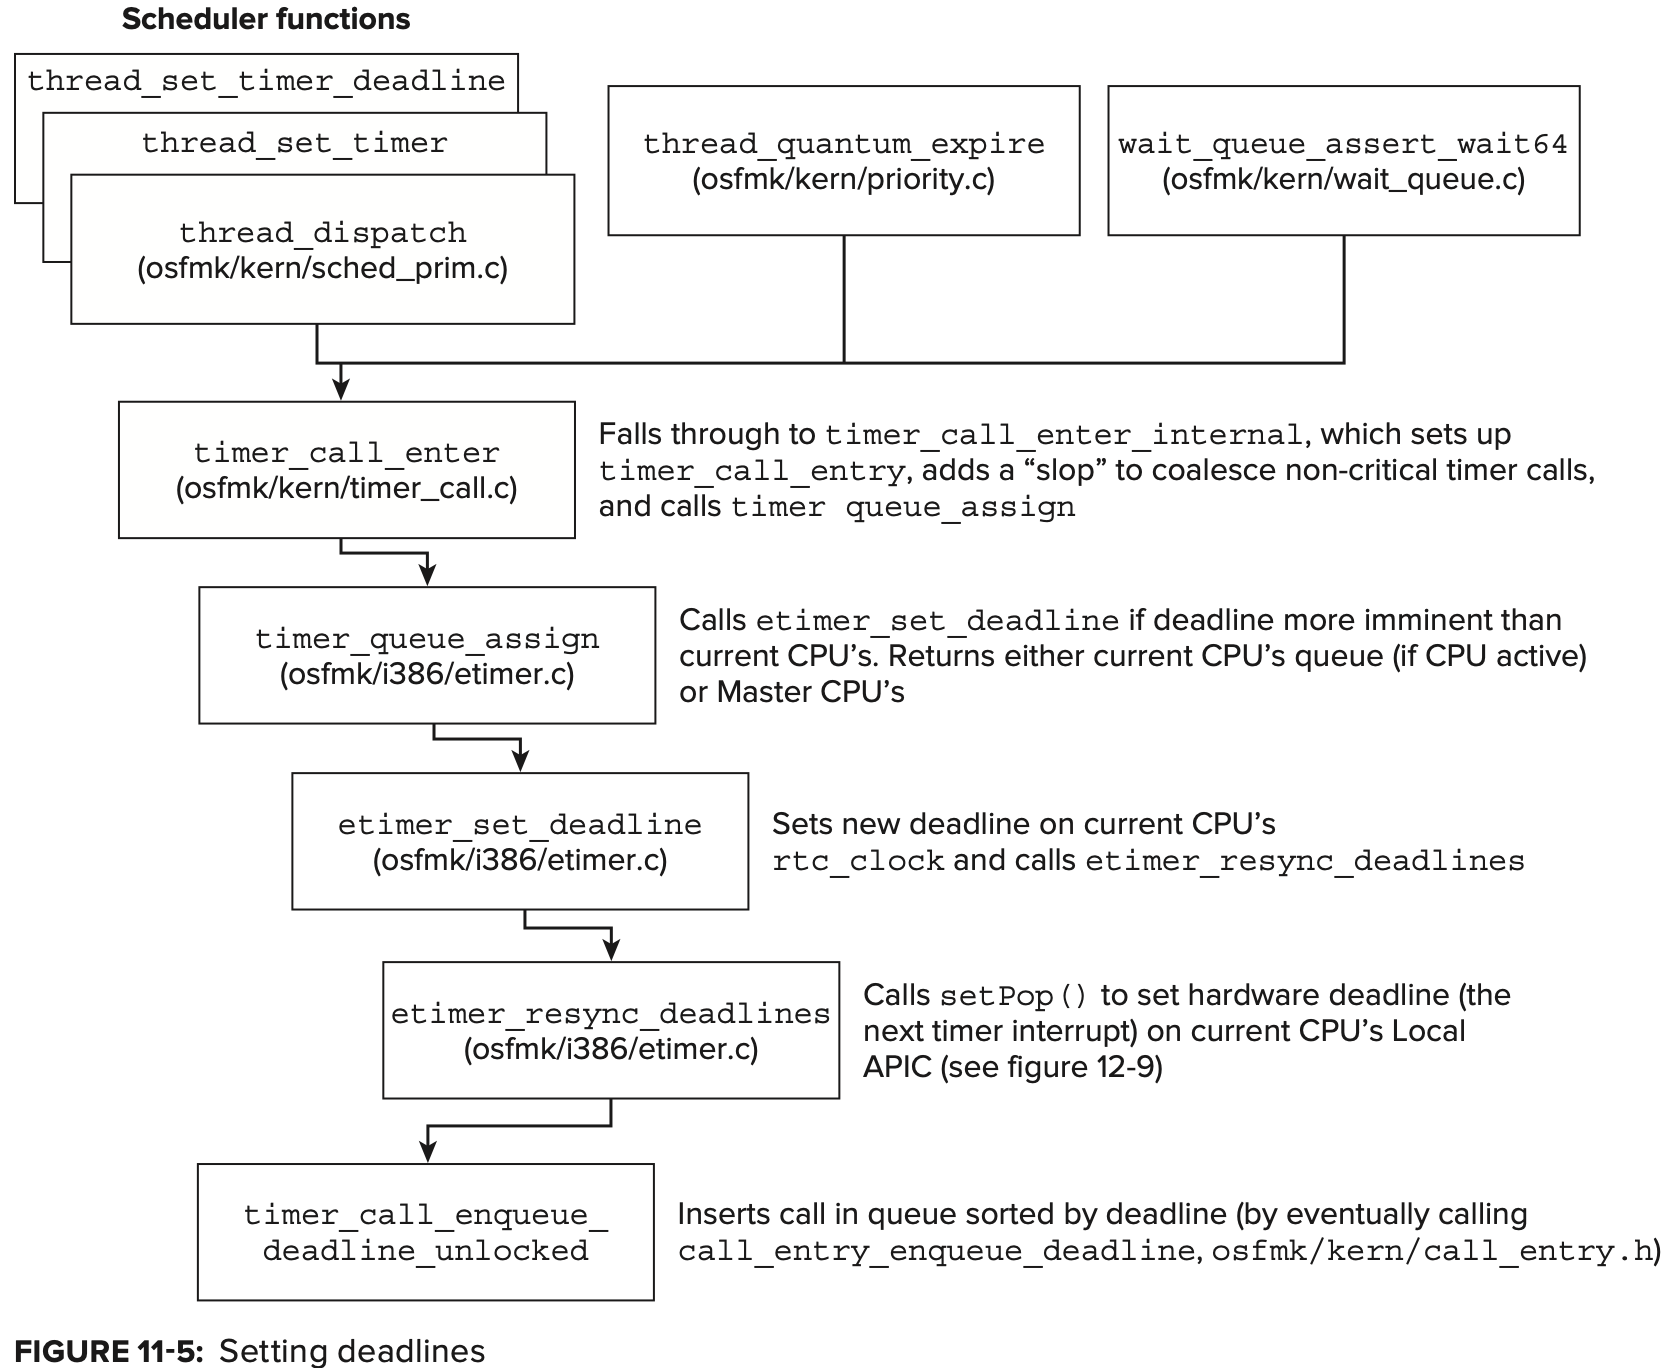 Scheduler functions
thread_set_timer_deadline
thread_set_timer
thread_dispatch
(osfmk/kern/sched_prim.c)
thread_quantum_expire
(osfmk/kern/priority.c)
wait_queue_assert_wait64
(osfmk/kern/wait_queue.c)
timer_call_enter
(osfmk/kern/timer_call.c)
Falls through to timer_call_enter_internal, which sets up
timer_call_entry, adds a “slop” to coalesce non-critical timer calls,
and calls timer queue_assign
timer_queue_assign
(osfmk/i386/etimer.c)
Calls etimer_set_deadline if deadline more imminent than
current CPU’s. Returns either current CPU’s queue (if CPU active)
or Master CPU’s
etimer_set_deadline
(osfmk/i386/etimer.c)
Sets new deadline on current CPU’s
rtc_clock and calls etimer_resync_deadlines
etimer_resync_deadlines
(osfmk/i386/etimer.c)
Calls setPop() to set hardware deadline (the
next timer interrupt) on current CPU’s Local
APIC (see figure 12-9)
timer_call_enqueue_
deadline_unlocked
Inserts call in queue sorted by deadline (by eventually calling
call_entry_enqueue_deadline, osfmk/kern/call_entry.h)
FIGURE 11-5: Setting deadlines